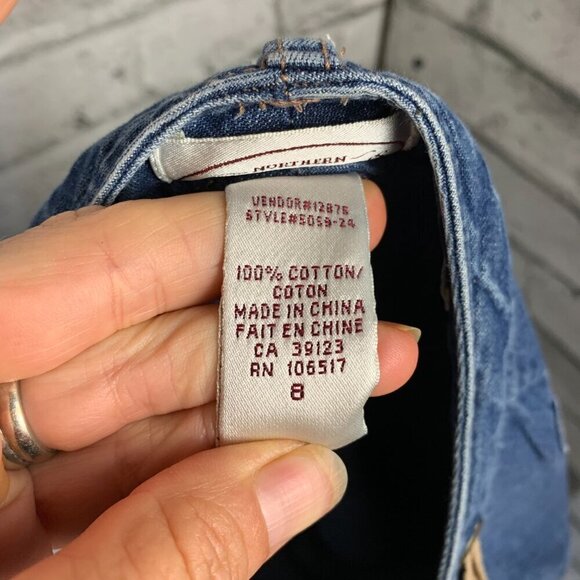 NORTHERN
VENDOR#12875
STYLE#5059-24
100% COTTON/
COTON
MADE IN CHINA
FAIT EN CHINE
CA 39123
RN 106517
8